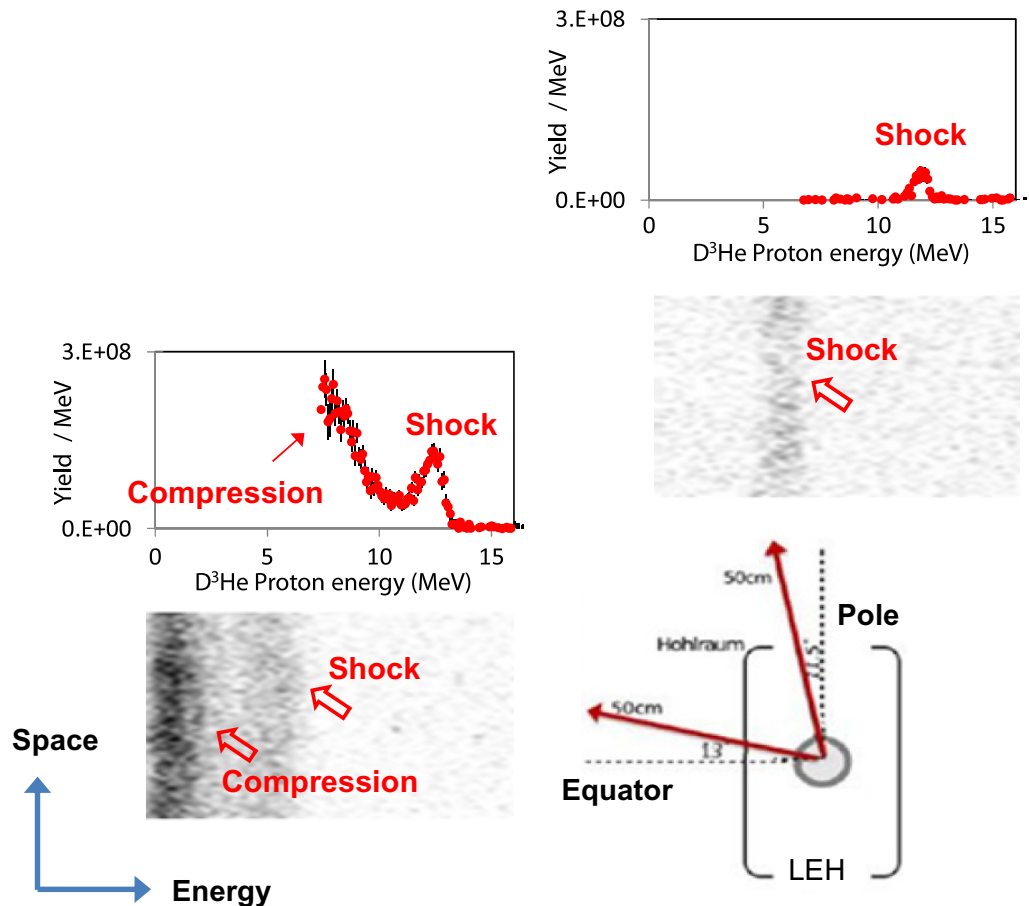 3.E+08
Yield / MeV
Shock
0.E+00
0
5
10
15
D³He Proton energy (MeV)
Shock
3.E+08
Yield / MeV
Shock
Compression
0.E+00
0
5
10
15
D³He Proton energy (MeV)
Shock
Compression
Space
Energy
50cm
Pole
Hohlraum
11.5°
50cm
13°
Equator
LEH